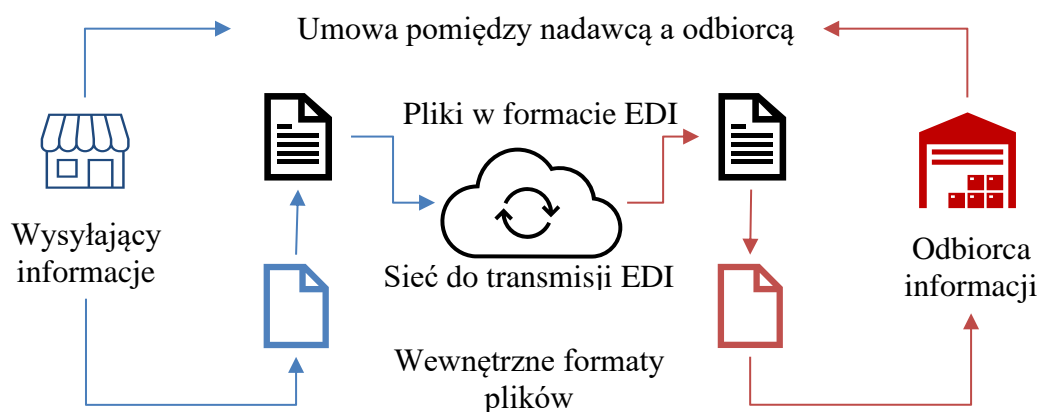 Umowa pomiędzy nadawcą a odbiorcą
Pliki w formacie EDI
Wysyłający
informacje
Sieć do transmisji EDI
Odbiorca
informacji
Wewnętrzne formaty
plików